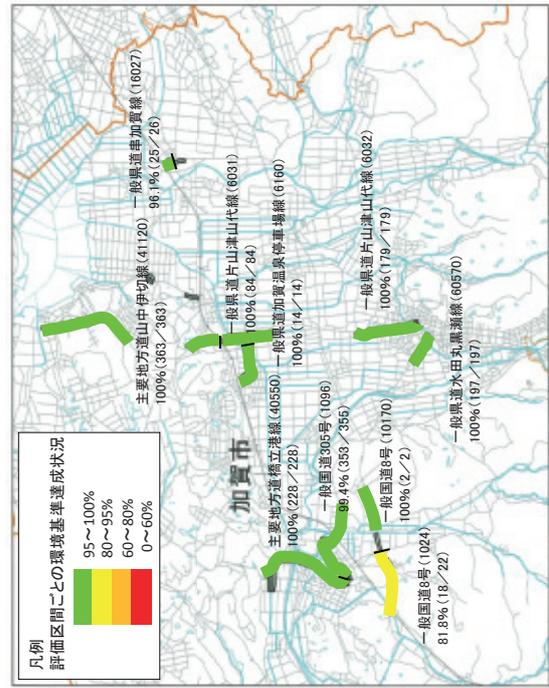 凡例
評価区間ごとの環境基準達成状況
95～100%
80～95%
60～80%
0～60%
加賀市
一般県道串加賀線(16027)
96.1%(25／26)
主要地方道山中伊切線(41120)
100%(363／363)
一般県道片山津山代線(6031)
100%(84／84)
一般県道加賀温泉停車場線(6160)
100%(14／14)
一般県道片山津山代線(6032)
100%(179／179)
主要地方道橋立港線(40550)
100%(228／228)
一般国道305号(1096)
99.4%(353／355)
一般国道8号(10170)
100%(2／2)
一般国道8号(1024)
81.8%(18／22)
一般県道水田丸黒瀬線(60570)
100%(197／197)